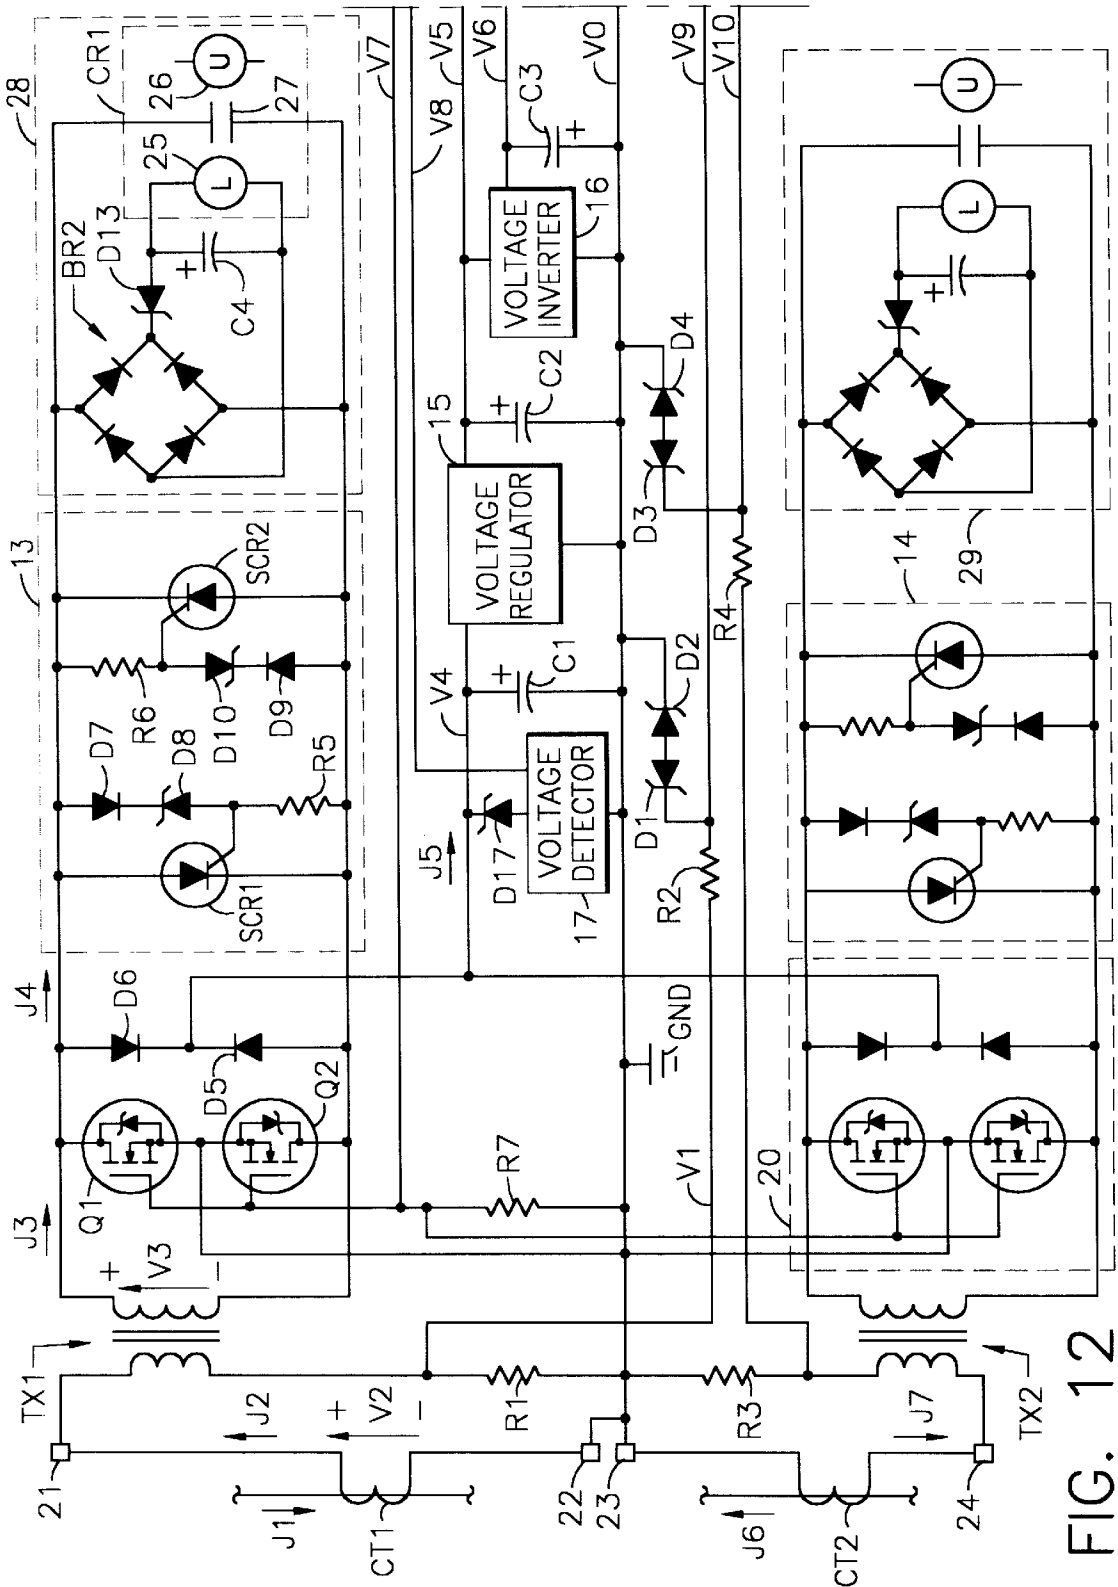 28
CR1
26
U
27
25
L
BR2
D13
C4
+
13
SCR2
R6
D10
D9
D7
D8
R5
SCR1
J4
D6
D5
Q2
Q1
J3
+
V3
−
TX1
21
J2
+
V2
−
J1
CT1
22
23
R1
R3
J7
TX2
24
J6
CT2
V7
V8
V5
V6
V0
V9
V10
C3
+
VOLTAGE
INVERTER
16
C2
+
D4
D3
15
VOLTAGE
REGULATOR
R4
V4
C1
+
D2
D1
J5
D17
VOLTAGE
DETECTOR
17
R2
GND
R7
V1
20
14
29
U
L
+
FIG. 12